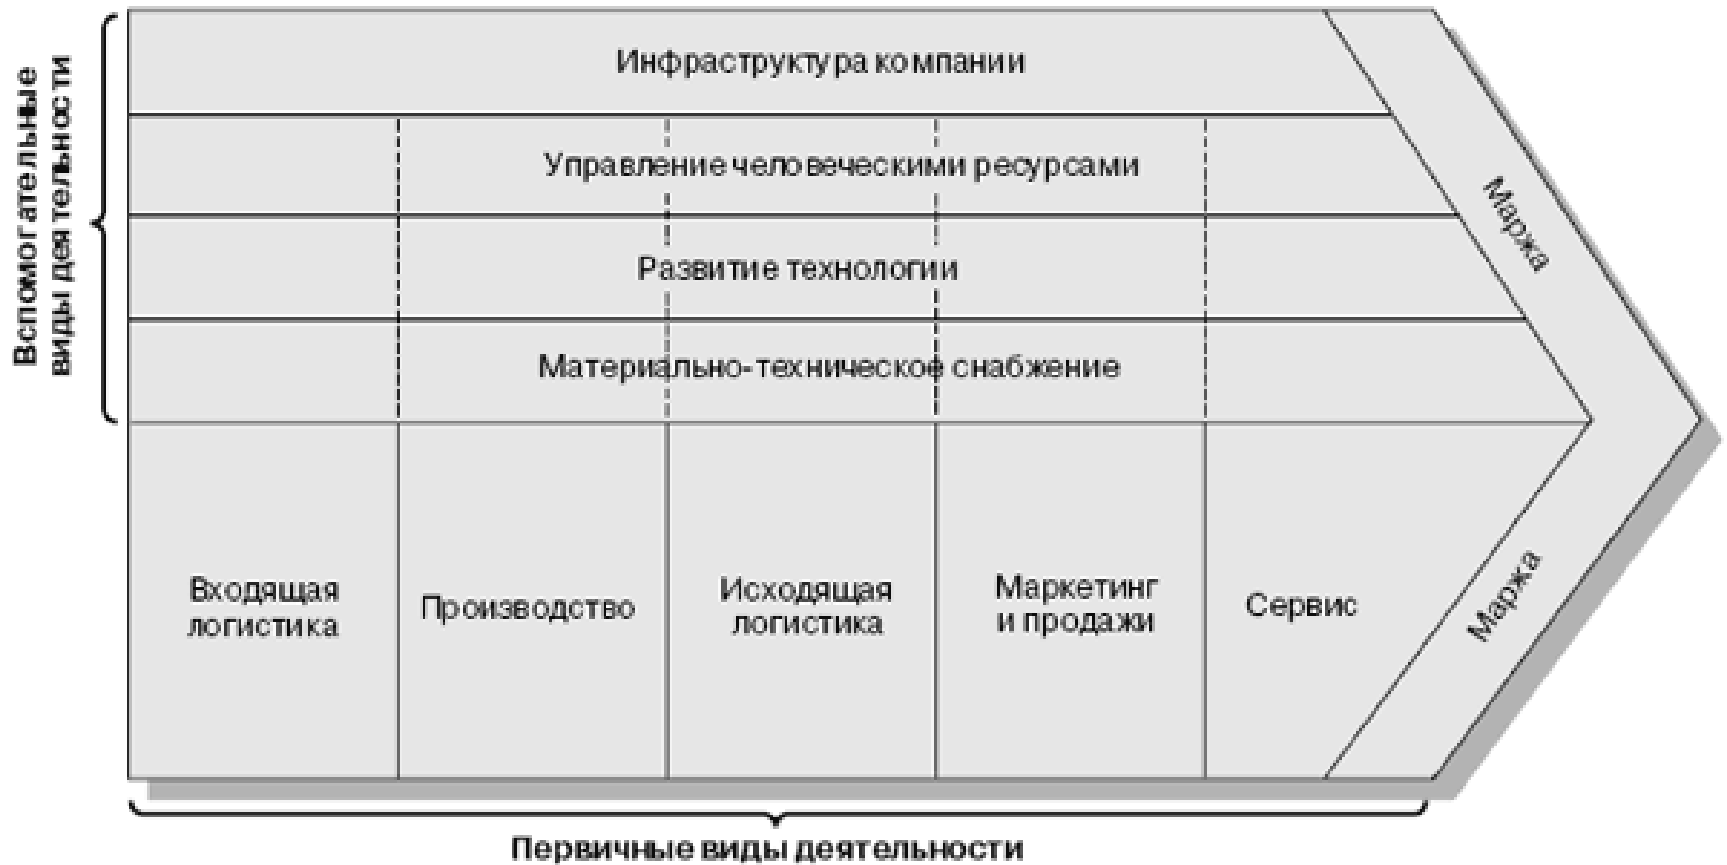 Вспомогательные
виды деятельности
Инфраструктура компании
Управление человеческими ресурсами
Развитие технологии
Материально-техническое снабжение
Маржа
Входящая
логистика
Производство
Исходящая
логистика
Маркетинг
и продажи
Сервис
Маржа
Первичные виды деятельности